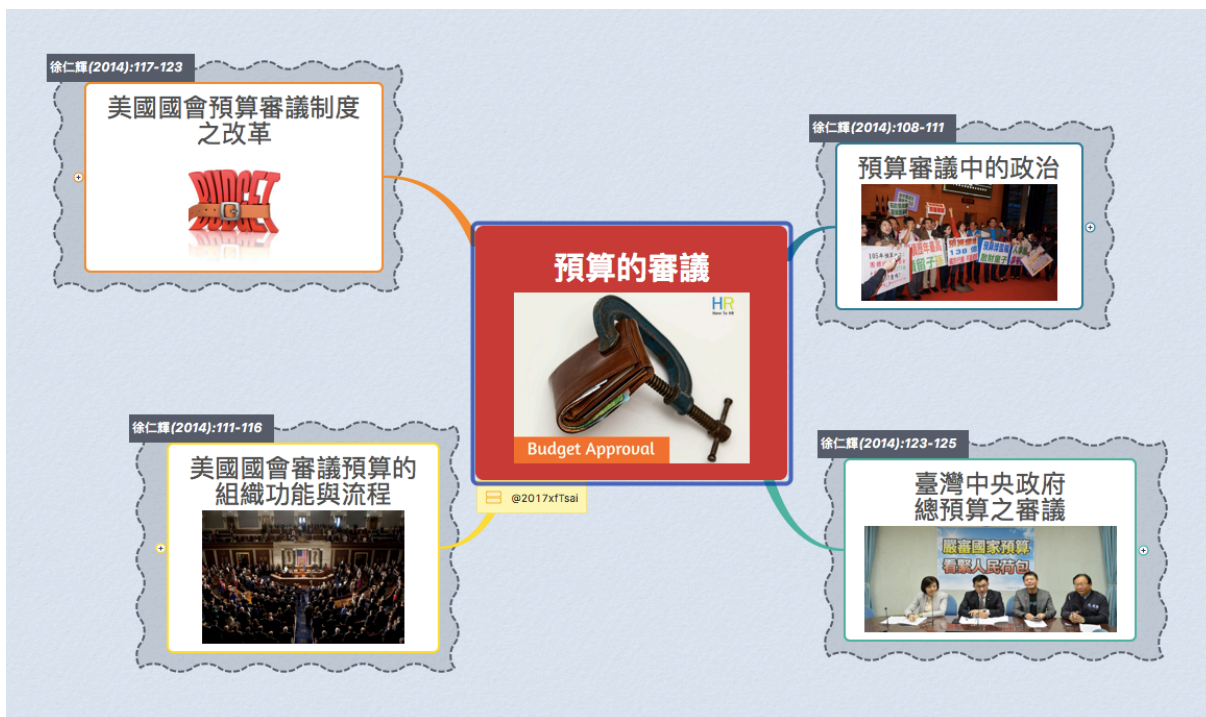 徐仁輝(2014):117-123
美國國會預算審議制度
之改革
BUDGET
徐仁輝(2014):108-111
預算審議中的政治
預算的審議
HR
Budget Approval
@2017xfTsai
徐仁輝(2014):111-116
美國國會審議預算的
組織功能與流程
徐仁輝(2014):123-125
臺灣中央政府
總預算之審議
嚴審國家預算
看緊人民荷包